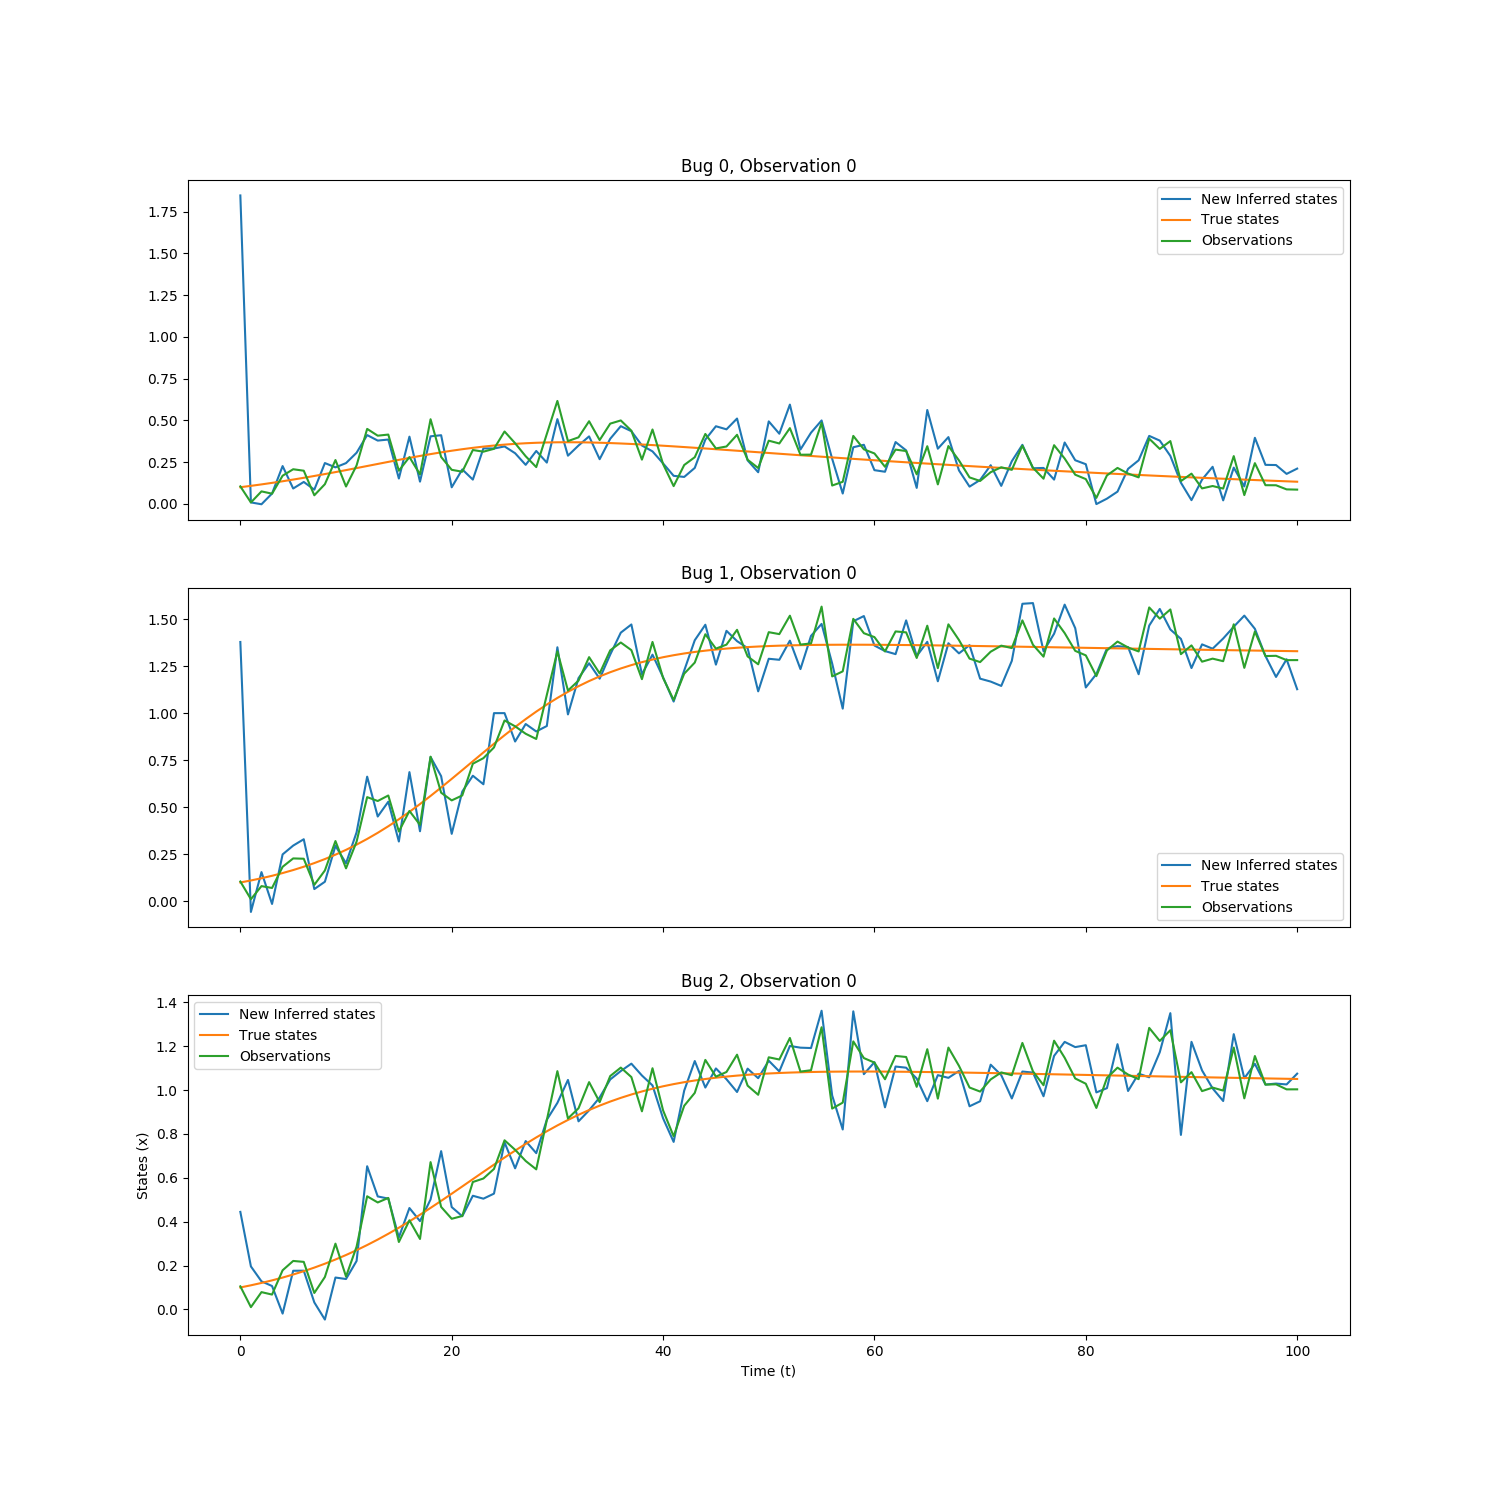 Bug 0, Observation 0
1.75
1.50
1.25
1.00
0.75
0.50
0.25
0.00
New Inferred states
True states
Observations
Bug 1, Observation 0
1.50
1.25
1.00
0.75
0.50
0.25
0.00
New Inferred states
True states
Observations
Bug 2, Observation 0
1.4
1.2
1.0
0.8
0.6
0.4
0.2
0.0
States (x)
New Inferred states
True states
Observations
0 20 40 60 80 100
Time (t)